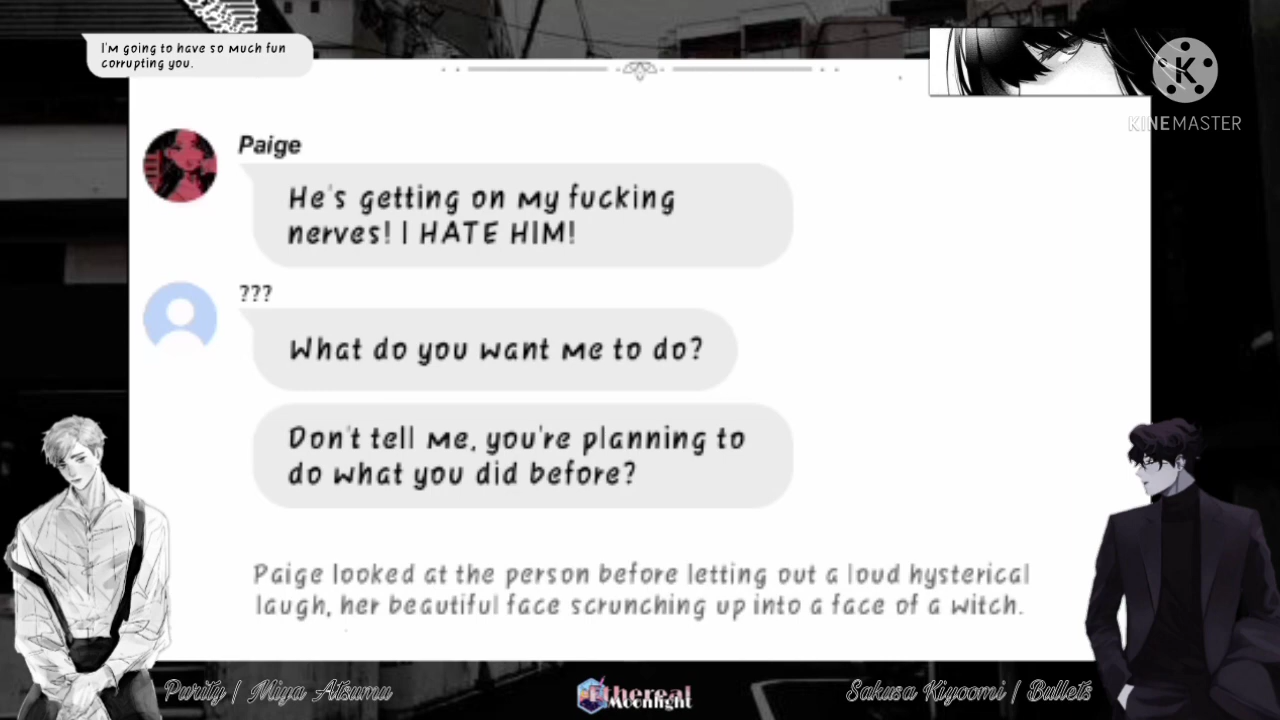 I'm going to have so much fun
corrupting you.
K
KINEMASTER
Paige
He's getting on my fucking
nerves! I HATE HIM!
???
What do you want me to do?
Don't tell me, you're planning to
do what you did before?
Paige looked at the person before letting out a loud hysterical
laugh, her beautiful face scrunching up into a face of a witch.
Purity | Miya Atsumu
Ethereal
Moonlight
Sakusa Kiyoomi | Bullets